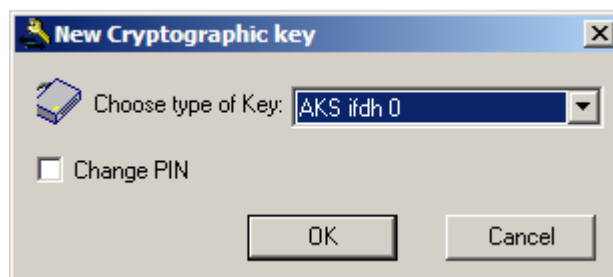 New Cryptographic key
Choose type of Key: AKS ifdh 0
Change PIN
OK Cancel